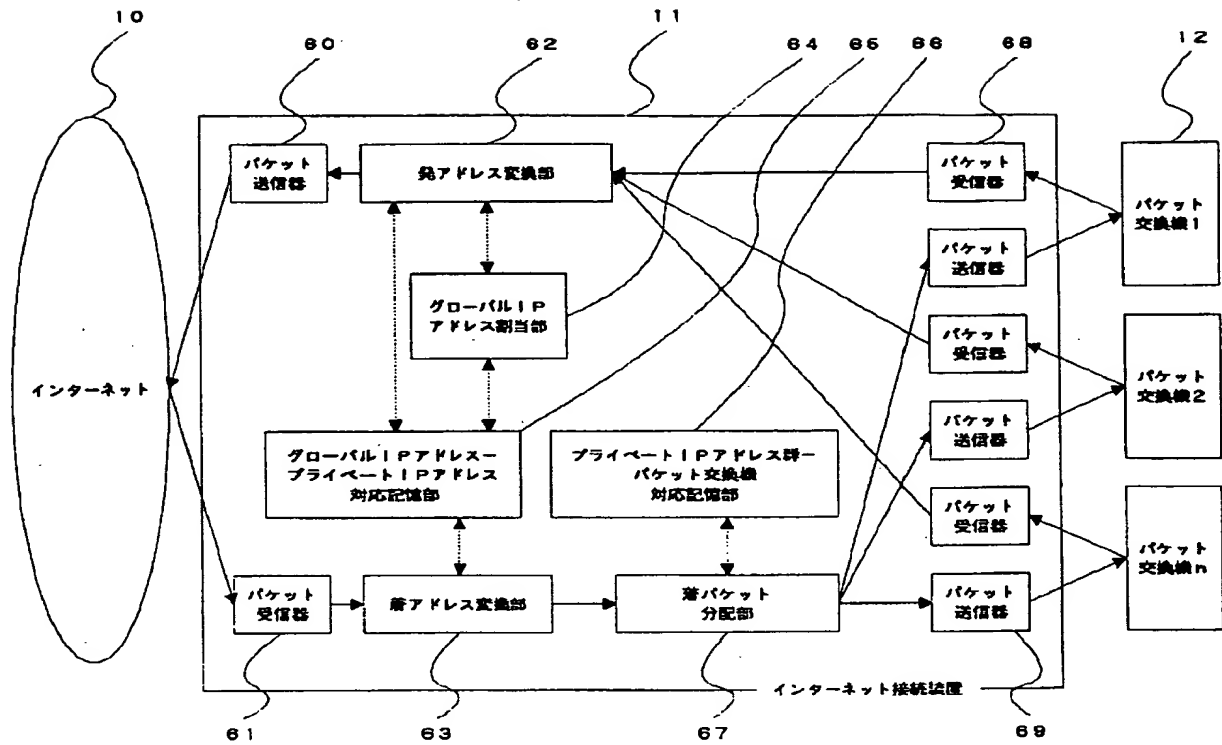 10
60
62
11
64
65
66
68
12
パケット
送信器
発アドレス変換部
パケット
受信器
パケット
交換機1
パケット
送信器
グローバルIP
アドレス割当部
パケット
受信器
インターネット
パケット
交換機2
パケット
送信器
グローバルIPアドレスー
プライベートIPアドレス
対応記憶部
プライベートIPアドレス群ー
パケット交換機
対応記憶部
パケット
受信器
パケット
交換機n
パケット
受信器
着アドレス変換部
着パケット
分配部
パケット
送信器
インターネット接続装置
61
63
67
69